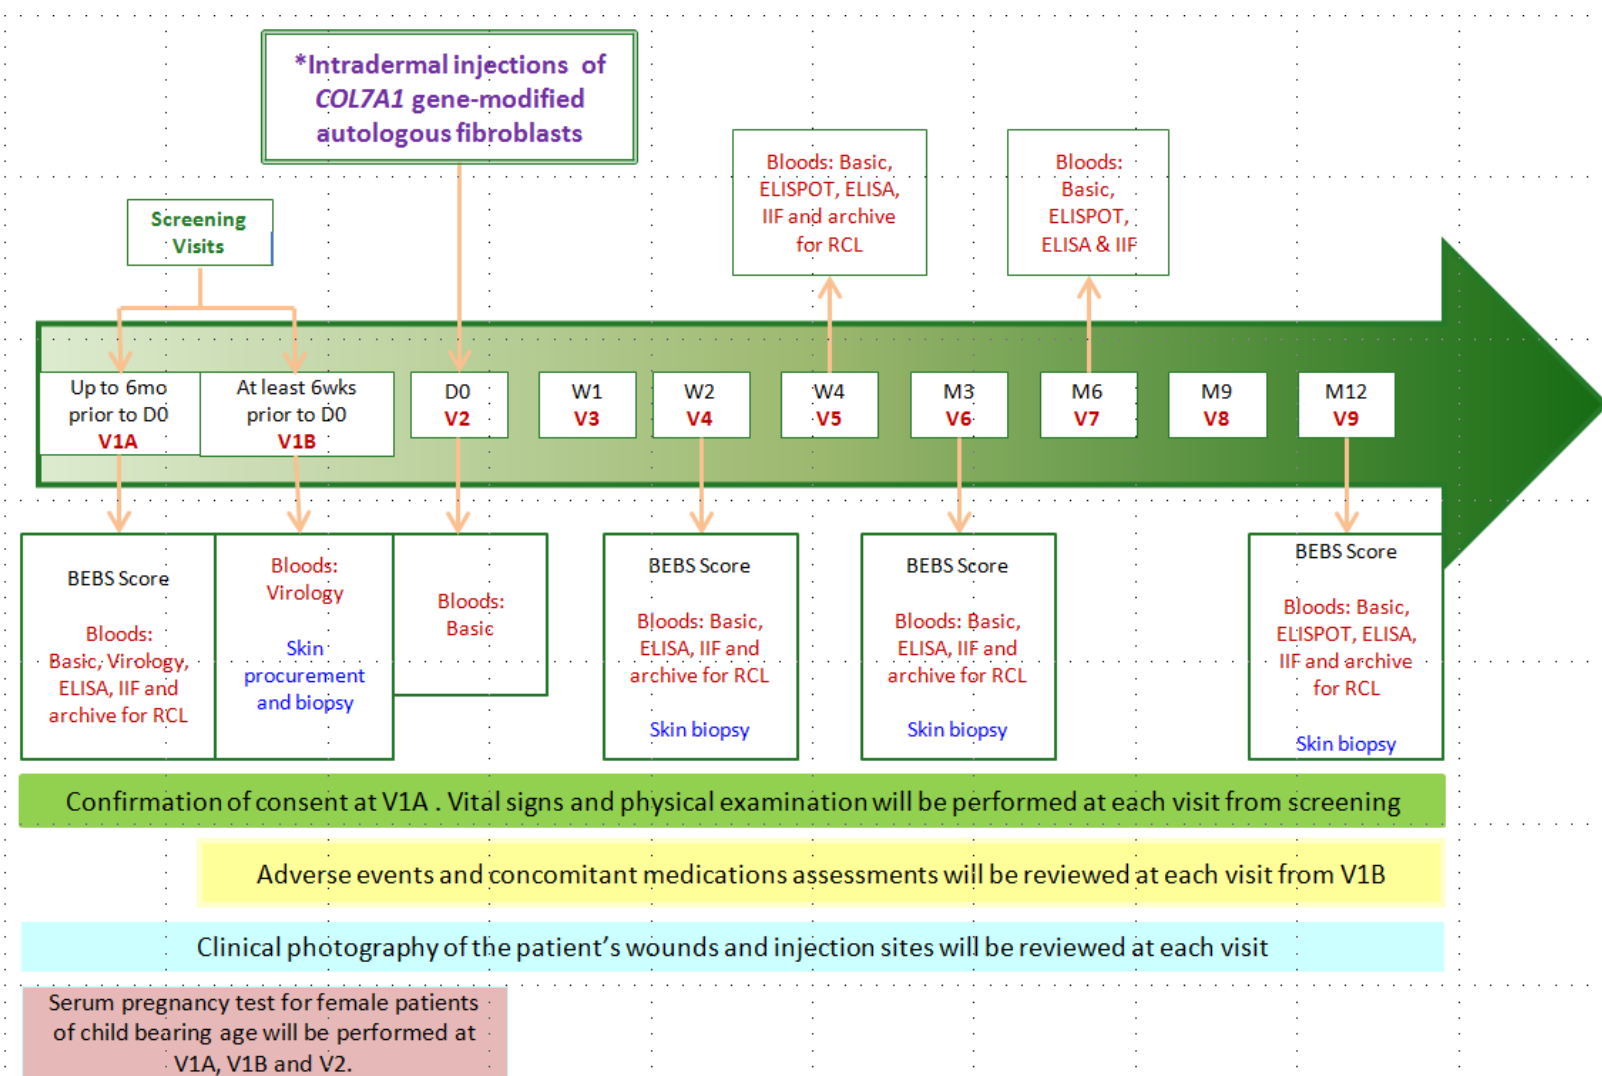 *Intradermal injections of
COL7A1 gene-modified
autologous fibroblasts
Bloods: Basic,
ELISPOT, ELISA,
IIF and archive
for RCL
Bloods:
Basic,
ELISPOT,
ELISA & IIF
Screening
Visits
Up to 6mo
prior to D0
V1A
At least 6wks
prior to D0
V1B
D0
V2
W1
V3
W2
V4
W4
V5
M3
V6
M6
V7
M9
V8
M12
V9
BEBS Score
Bloods:
Basic, Virology,
ELISA, IIF and
archive for RCL
Bloods:
Virology
Skin
procurement
and biopsy
Bloods:
Basic
BEBS Score
Bloods: Basic,
ELISA, IIF and
archive for RCL
Skin biopsy
BEBS Score
Bloods: Basic,
ELISA, IIF and
archive for RCL
Skin biopsy
BEBS Score
Bloods: Basic,
ELISPOT, ELISA,
IIF and archive
for RCL
Skin biopsy
Confirmation of consent at V1A . Vital signs and physical examination will be performed at each visit from screening
Adverse events and concomitant medications assessments will be reviewed at each visit from V1B
Clinical photography of the patient’s wounds and injection sites will be reviewed at each visit
Serum pregnancy test for female patients
of child bearing age will be performed at
V1A, V1B and V2.